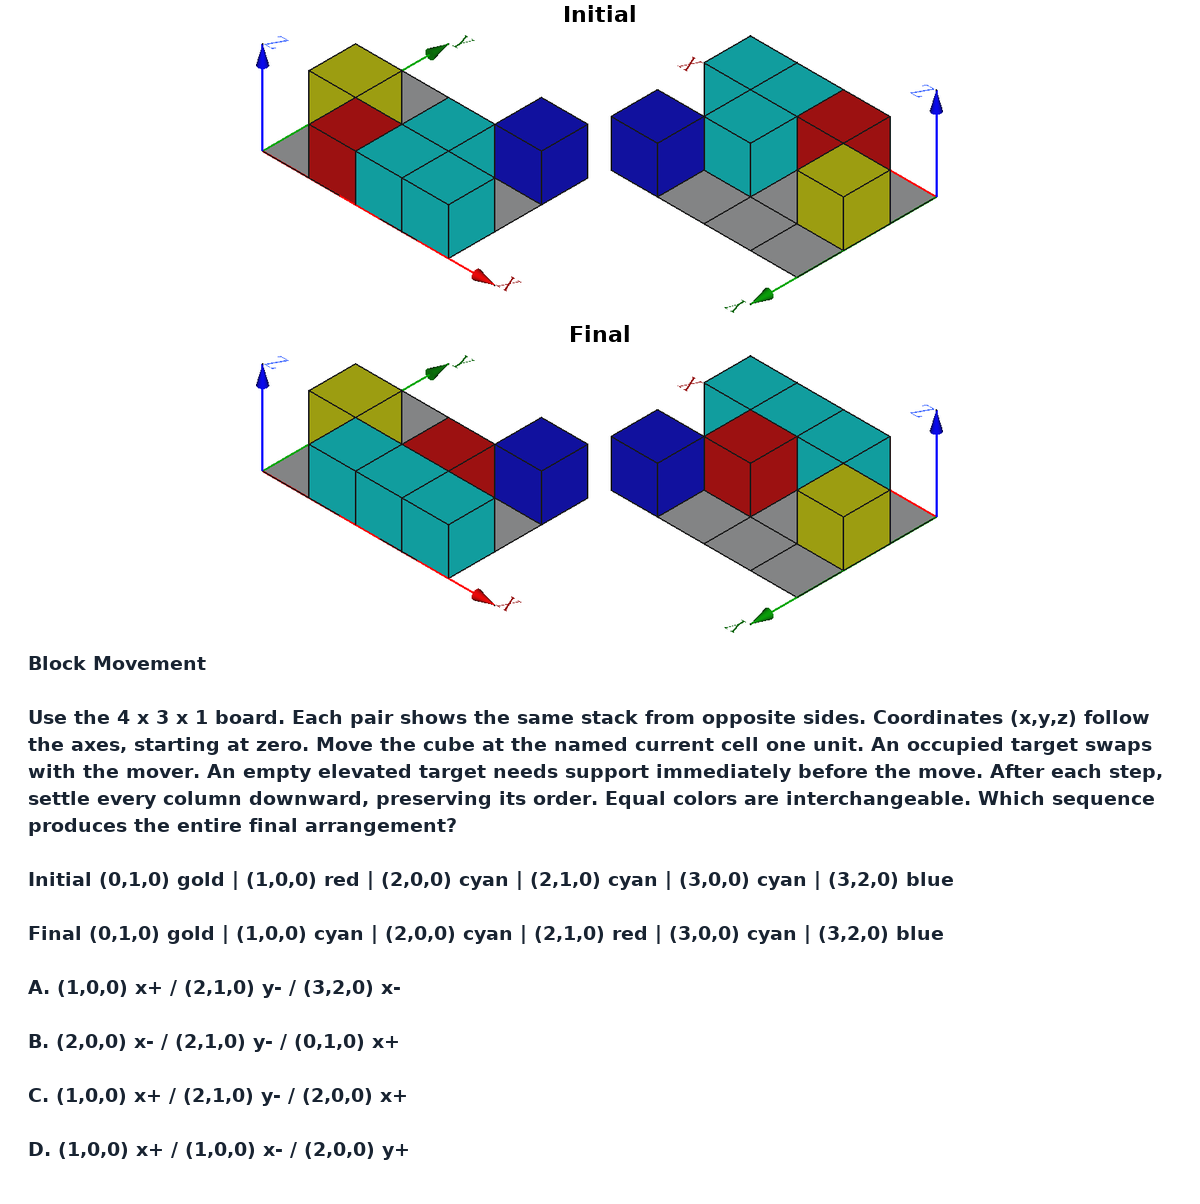 Initial
Z Y X Z X Y
Final
Z Y X Z X Y
Block Movement
Use the 4 x 3 x 1 board. Each pair shows the same stack from opposite sides. Coordinates (x,y,z) follow
the axes, starting at zero. Move the cube at the named current cell one unit. An occupied target swaps
with the mover. An empty elevated target needs support immediately before the move. After each step,
settle every column downward, preserving its order. Equal colors are interchangeable. Which sequence
produces the entire final arrangement?
Initial (0,1,0) gold | (1,0,0) red | (2,0,0) cyan | (2,1,0) cyan | (3,0,0) cyan | (3,2,0) blue
Final (0,1,0) gold | (1,0,0) cyan | (2,0,0) cyan | (2,1,0) red | (3,0,0) cyan | (3,2,0) blue
A. (1,0,0) x+ / (2,1,0) y- / (3,2,0) x-
B. (2,0,0) x- / (2,1,0) y- / (0,1,0) x+
C. (1,0,0) x+ / (2,1,0) y- / (2,0,0) x+
D. (1,0,0) x+ / (1,0,0) x- / (2,0,0) y+